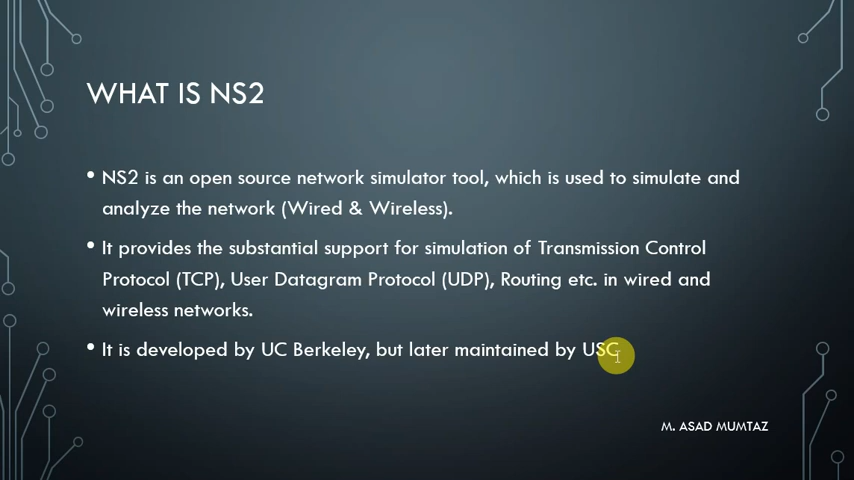 WHAT IS NS2
• NS2 is an open source network simulator tool, which is used to simulate and
analyze the network (Wired & Wireless).
• It provides the substantial support for simulation of Transmission Control
Protocol (TCP), User Datagram Protocol (UDP), Routing etc. in wired and
wireless networks.
• It is developed by UC Berkeley, but later maintained by USC
M. ASAD MUMTAZ